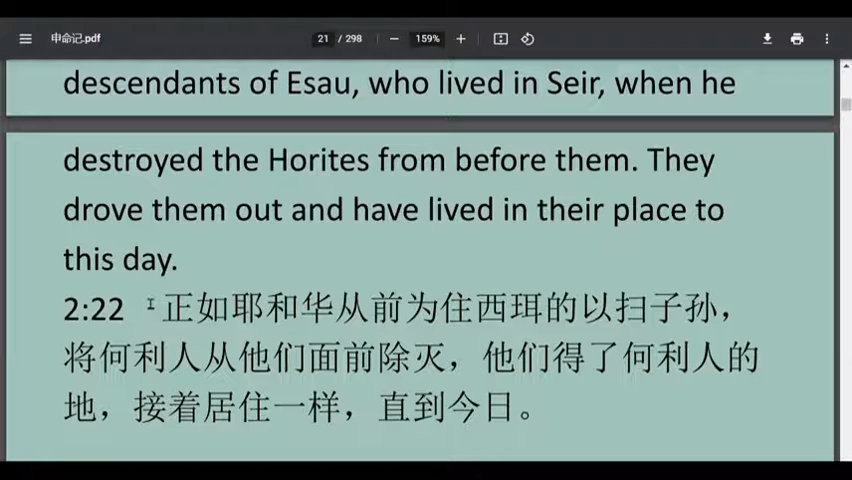 申命记.pdf
21 / 298
159%
descendants of Esau, who lived in Seir, when he
destroyed the Horites from before them. They
drove them out and have lived in their place to
this day.
2:22 正如耶和华从前为住西珥的以扫子孙，
将何利人从他们面前除灭，他们得了何利人的
地，接着居住一样，直到今日。